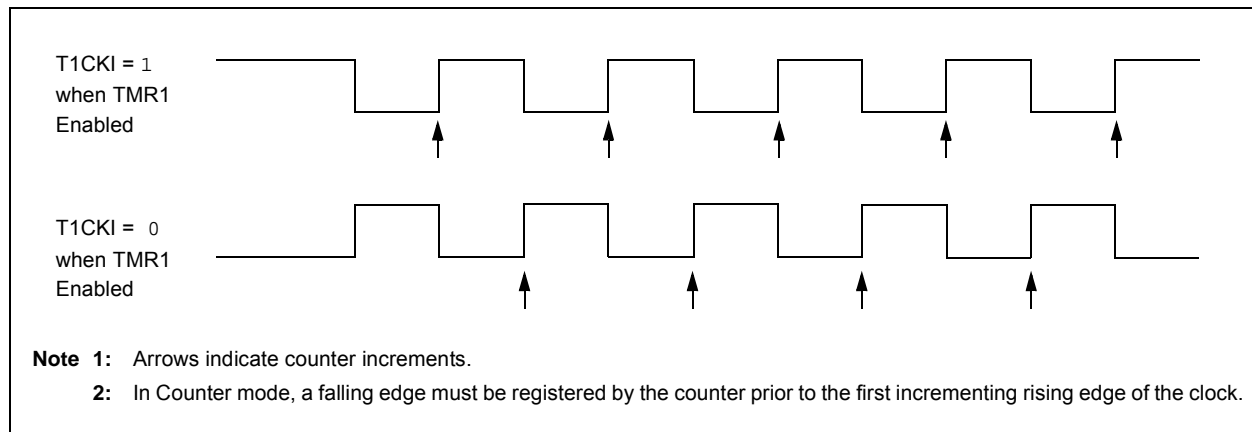 T1CKI = 1
when TMR1
Enabled
T1CKI = 0
when TMR1
Enabled
Note 1: Arrows indicate counter increments.
2: In Counter mode, a falling edge must be registered by the counter prior to the first incrementing rising edge of the clock.